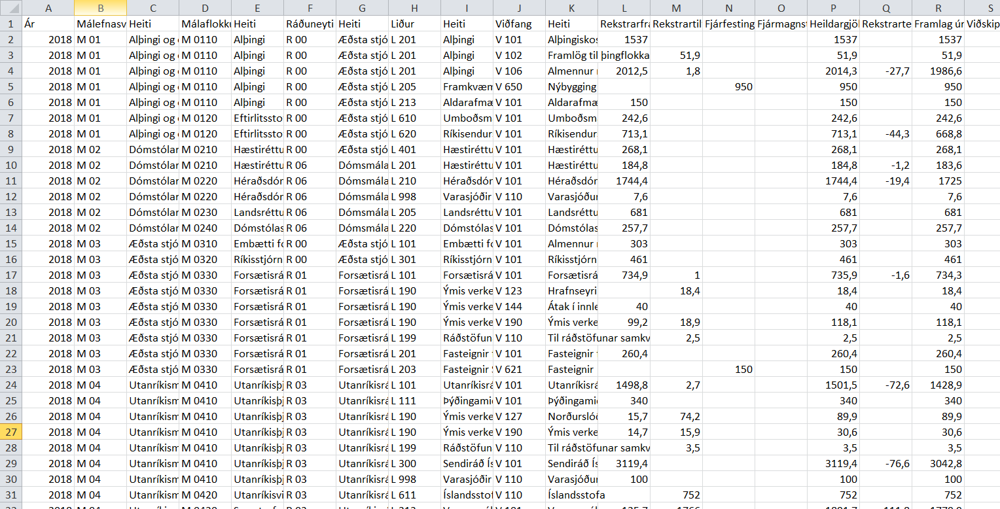 A B C D E F G H I J K L M N O P Q R S
1 Ár Málefnasv Heiti Málaflokku Heiti Ráðuneyti Heiti Liður Heiti Viðfang Heiti Rekstrarfra Rekstrartil Fjárfesting Fjármagnst Heildargjöl Rekstrarte Framlag úr Viðskip
2 2018 M 01 Alþingi og M 0110 Alþingi R 00 Æðsta stjó L 201 Alþingi V 101 Alþingiskos 1537 1537 1537
3 2018 M 01 Alþingi og M 0110 Alþingi R 00 Æðsta stjó L 201 Alþingi V 102 Framlög til þingflokka 51,9 51,9 51,9
4 2018 M 01 Alþingi og M 0110 Alþingi R 00 Æðsta stjó L 201 Alþingi V 106 Almennur 2012,5 1,8 2014,3 -27,7 1986,6
5 2018 M 01 Alþingi og M 0110 Alþingi R 00 Æðsta stjó L 205 Framkvæm V 650 Nýbygging 950 950 950
6 2018 M 01 Alþingi og M 0110 Alþingi R 00 Æðsta stjó L 213 Aldarafmæ V 101 Aldarafmæ 150 150 150
7 2018 M 01 Alþingi og M 0120 Eftirlitssto R 00 Æðsta stjó L 610 Umboðsm V 101 Umboðsm 242,6 242,6 242,6
8 2018 M 01 Alþingi og M 0120 Eftirlitssto R 00 Æðsta stjó L 620 Ríkisendur V 101 Ríkisendur 713,1 713,1 -44,3 668,8
9 2018 M 02 Dómstólar M 0210 Hæstiréttu R 00 Æðsta stjó L 401 Hæstiréttu V 101 Hæstiréttu 268,1 268,1 268,1
10 2018 M 02 Dómstólar M 0210 Hæstiréttu R 06 Dómsmála L 201 Hæstiréttu V 101 Hæstiréttu 184,8 184,8 -1,2 183,6
11 2018 M 02 Dómstólar M 0220 Héraðsdór R 06 Dómsmála L 210 Héraðsdór V 101 Héraðsdór 1744,4 1744,4 -19,4 1725
12 2018 M 02 Dómstólar M 0220 Héraðsdór R 06 Dómsmála L 998 Varasjóðir V 110 Varasjóður 7,6 7,6 7,6
13 2018 M 02 Dómstólar M 0230 Landsréttu R 06 Dómsmála L 205 Landsréttu V 101 Landsréttu 681 681 681
14 2018 M 02 Dómstólar M 0240 Dómstólas R 06 Dómsmála L 220 Dómstólas V 101 Dómstólas 257,7 257,7 257,7
15 2018 M 03 Æðsta stjó M 0310 Embætti fo R 00 Æðsta stjó L 101 Embætti fo V 101 Almennur 303 303 303
16 2018 M 03 Æðsta stjó M 0320 Ríkisstjórn R 00 Æðsta stjó L 301 Ríkisstjórn V 101 Ríkisstjórn 461 461 461
17 2018 M 03 Æðsta stjó M 0330 Forsætisrá R 01 Forsætisrá L 101 Forsætisrá V 101 Forsætisrá 734,9 1 735,9 -1,6 734,3
18 2018 M 03 Æðsta stjó M 0330 Forsætisrá R 01 Forsætisrá L 190 Ýmis verke V 123 Hrafnseyri 18,4 18,4 18,4
19 2018 M 03 Æðsta stjó M 0330 Forsætisrá R 01 Forsætisrá L 190 Ýmis verke V 144 Átak í innle 40 40 40
20 2018 M 03 Æðsta stjó M 0330 Forsætisrá R 01 Forsætisrá L 190 Ýmis verke V 190 Ýmis verke 99,2 18,9 118,1 118,1
21 2018 M 03 Æðsta stjó M 0330 Forsætisrá R 01 Forsætisrá L 199 Ráðstöfun V 110 Til ráðstöfunar samkv 2,5 2,5 2,5
22 2018 M 03 Æðsta stjó M 0330 Forsætisrá R 01 Forsætisrá L 201 Fasteignir V 101 Fasteignir 260,4 260,4 260,4
23 2018 M 03 Æðsta stjó M 0330 Forsætisrá R 01 Forsætisrá L 203 Fasteignir V 621 Fasteignir 150 150 150
24 2018 M 04 Utanríkism M 0410 Utanríkisþj R 03 Utanríkisrá L 101 Utanríkisrá V 101 Utanríkisrá 1498,8 2,7 1501,5 -72,6 1428,9
25 2018 M 04 Utanríkism M 0410 Utanríkisþj R 03 Utanríkisrá L 111 Þýðingami V 101 Þýðingami 340 340 340
26 2018 M 04 Utanríkism M 0410 Utanríkisþj R 03 Utanríkisrá L 190 Ýmis verke V 127 Norðurslóð 15,7 74,2 89,9 89,9
27 2018 M 04 Utanríkism M 0410 Utanríkisþj R 03 Utanríkisrá L 190 Ýmis verke V 190 Ýmis verke 14,7 15,9 30,6 30,6
28 2018 M 04 Utanríkism M 0410 Utanríkisþj R 03 Utanríkisrá L 199 Ráðstöfun V 110 Til ráðstöfunar samkv 3,5 3,5 3,5
29 2018 M 04 Utanríkism M 0410 Utanríkisþj R 03 Utanríkisrá L 300 Sendiráð Ís V 101 Sendiráð Ís 3119,4 3119,4 -76,6 3042,8
30 2018 M 04 Utanríkism M 0410 Utanríkisþj R 03 Utanríkisrá L 998 Varasjóðir V 110 Varasjóður 100 100 100
31 2018 M 04 Utanríkism M 0420 Utanríkisvi R 03 Utanríkisrá L 611 Íslandsstof V 110 Íslandsstofa 752 752 752